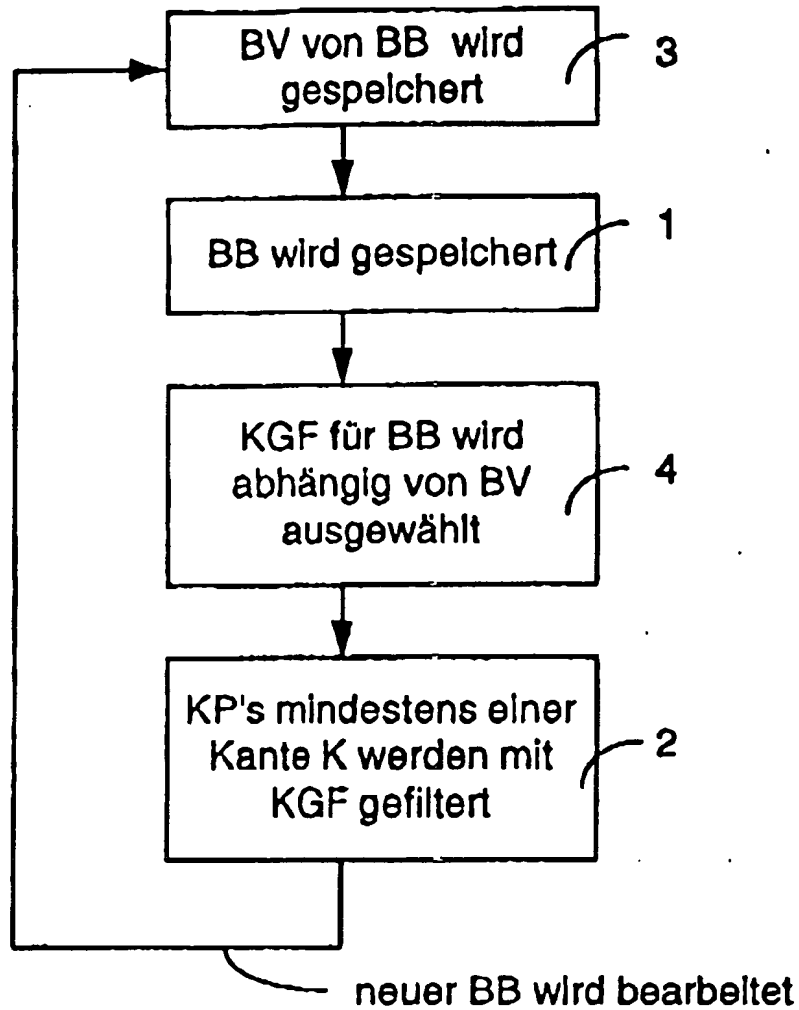 BV von BB wird
gespeichert
3
BB wird gespeichert
1
KGF für BB wird
abhängig von BV
ausgewählt
4
KP's mindestens einer
Kante K werden mit
KGF gefiltert
2
neuer BB wird bearbeitet